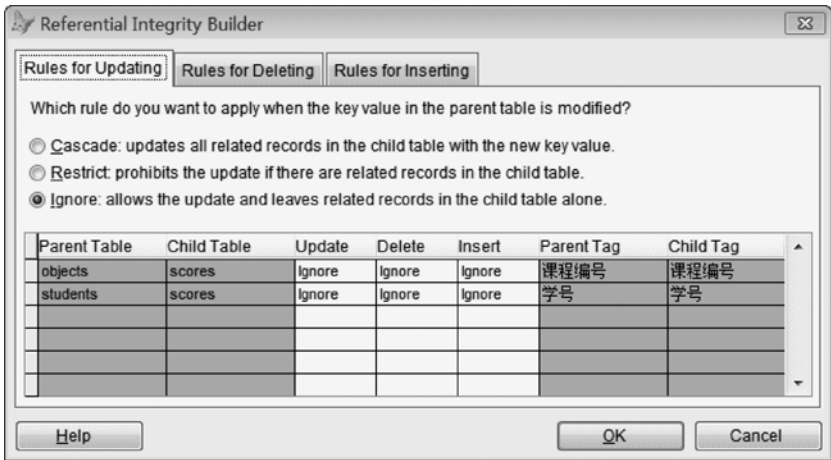 Referential Integrity Builder
Rules for Updating Rules for Deleting Rules for Inserting
Which rule do you want to apply when the key value in the parent table is modified?
Cascade: updates all related records in the child table with the new key value.
Restrict: prohibits the update if there are related records in the child table.
Ignore: allows the update and leaves related records in the child table alone.
Parent Table Child Table Update Delete Insert Parent Tag Child Tag
objects scores Ignore Ignore Ignore 课程编号 课程编号
students scores Ignore Ignore Ignore 学号 学号
Help OK Cancel